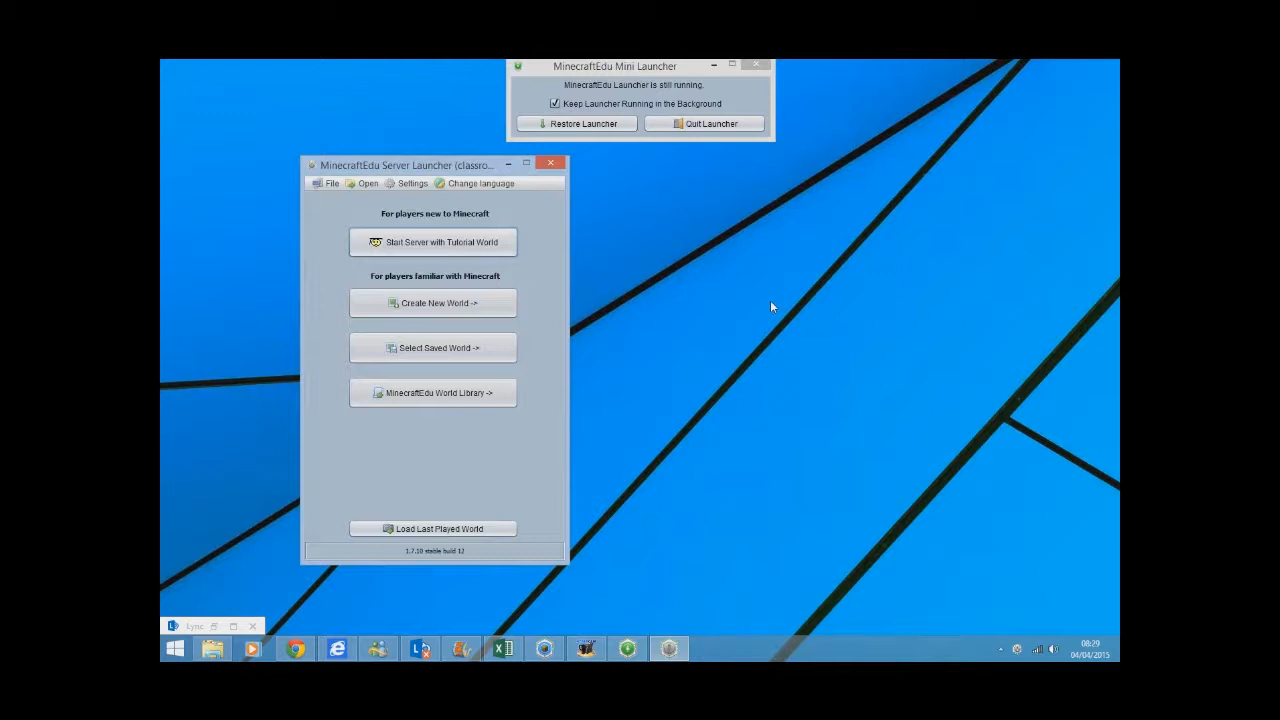 MinecraftEdu Mini Launcher
MinecraftEdu Launcher is still running.
Keep Launcher Running in the Background
Restore Launcher
Quit Launcher
MinecraftEdu Server Launcher (classro...
File Open Settings Change language
For players new to Minecraft
Start Server with Tutorial World
For players familiar with Minecraft
Create New World ->
Select Saved World ->
MinecraftEdu World Library ->
Load Last Played World
1.7.10 stable build 12
Lync
08:29
04/04/2015